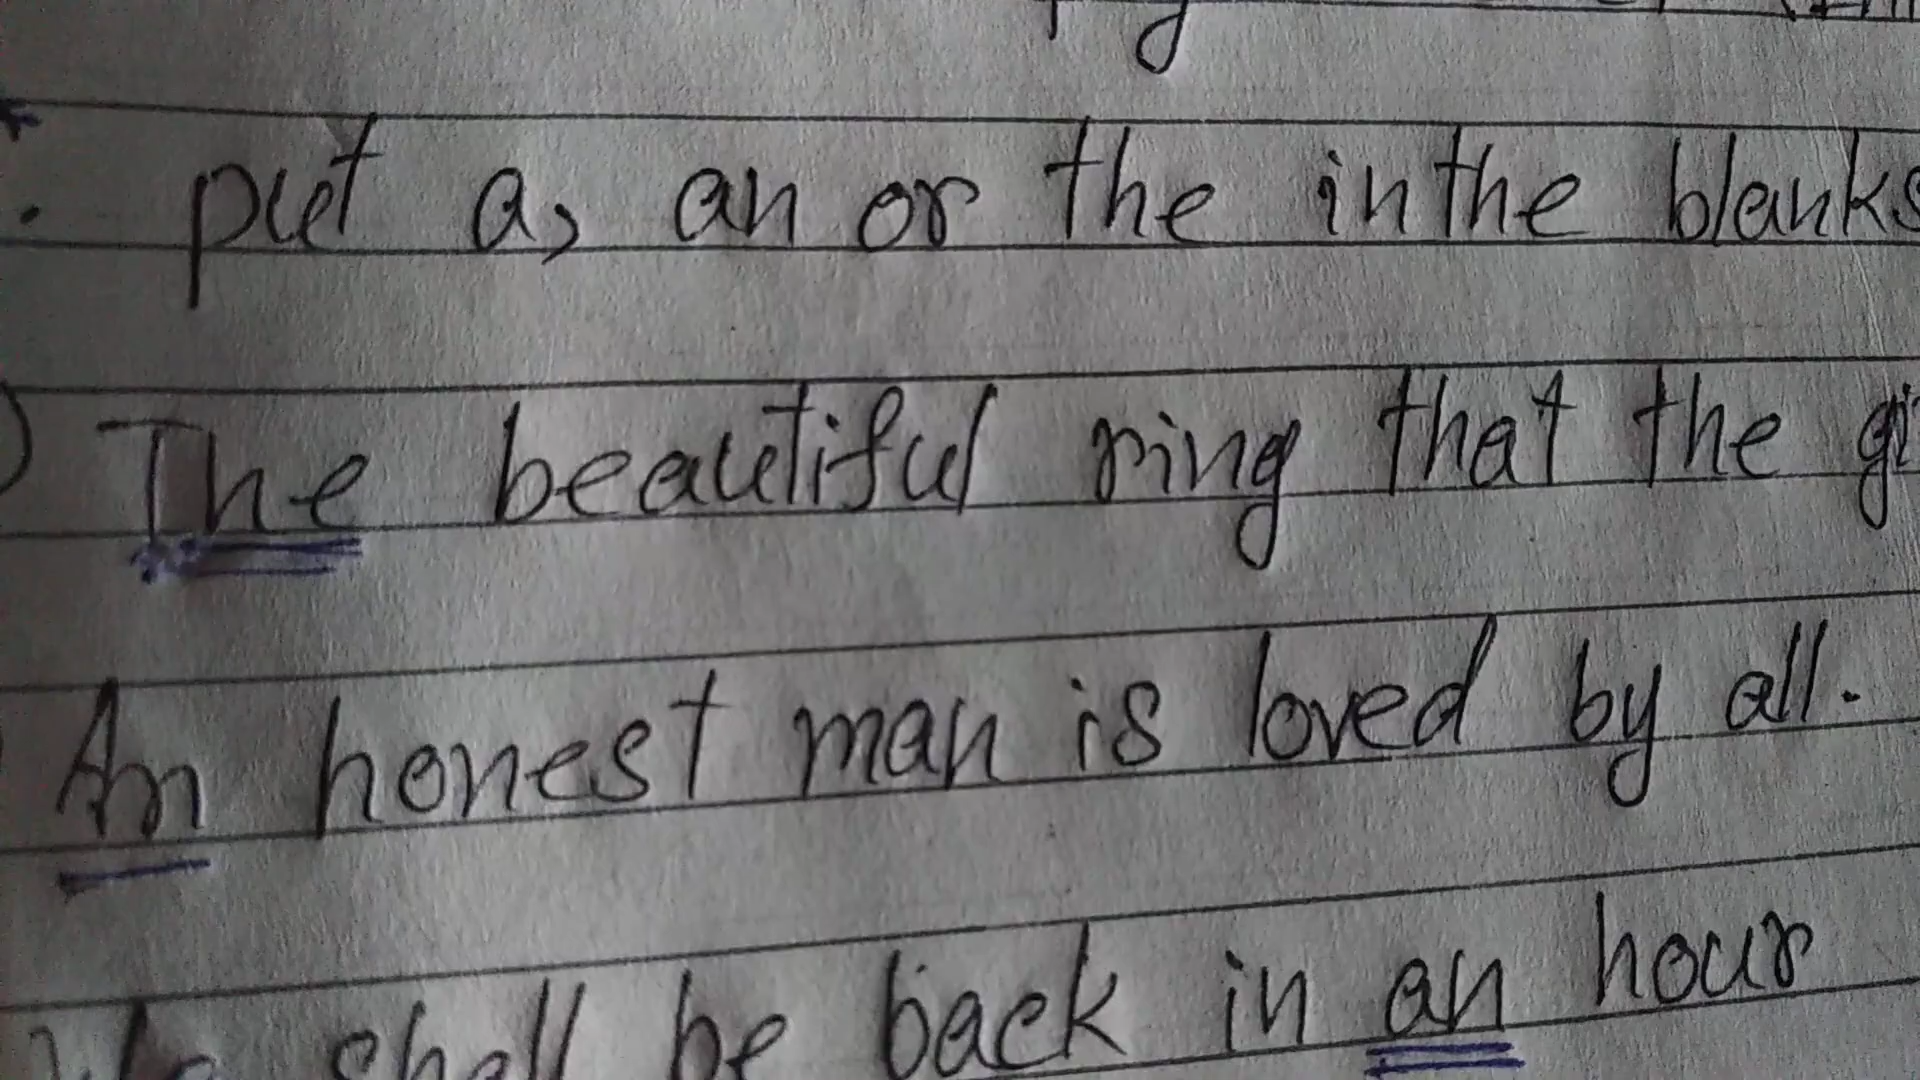 put a, an or the in the blanks
The beautiful ring that the
An honest man is loved by all.
shall be back in an hour